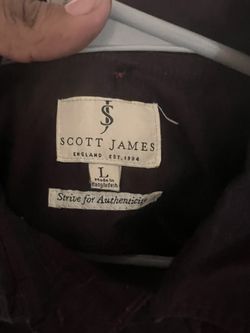 SJ
SCOTT JAMES
ENGLAND EST. 1994
L
Made in
Bangladesh
Strive for Authenticity